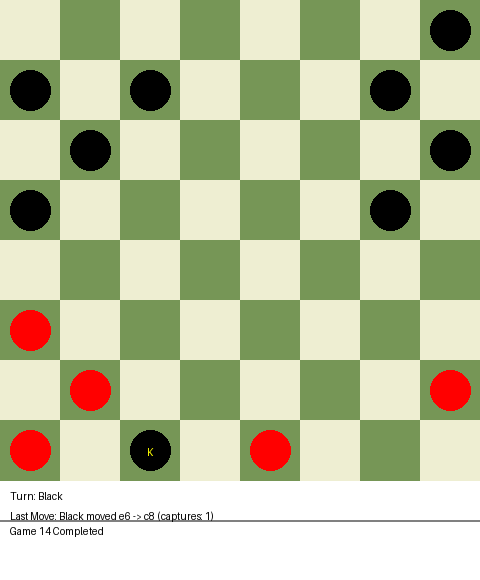 K
Turn: Black
Last Move: Black moved e6 -> c8 (captures: 1)
Game 14 Completed